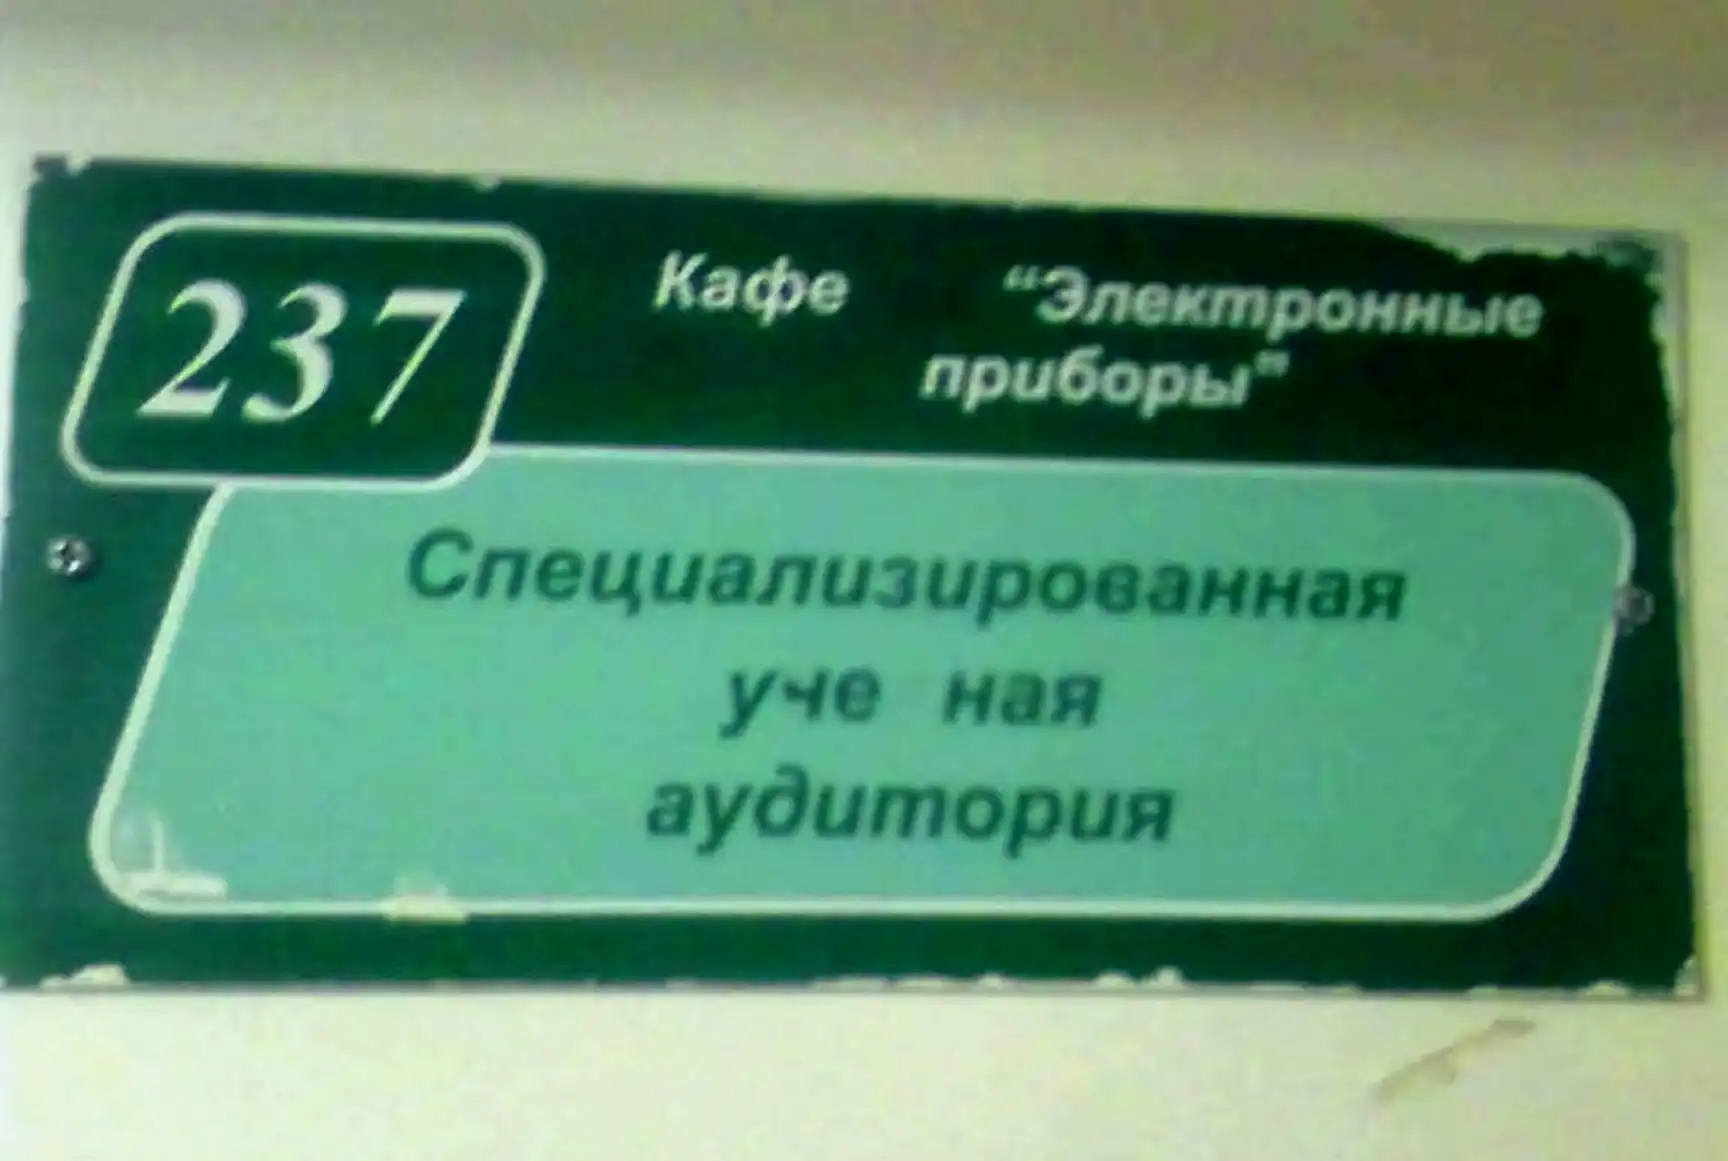 237
Кафе "Электронные
приборы"
Специализированная
уче ная
аудитория